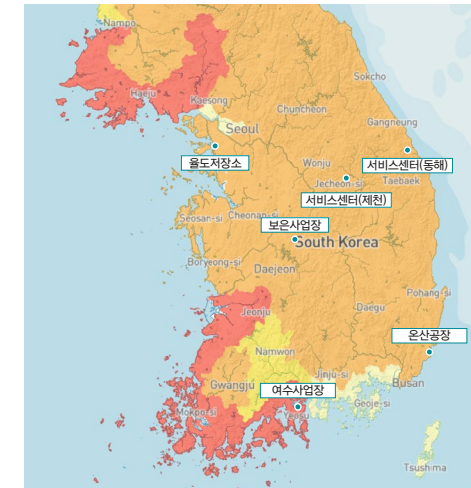 Nampo
Sokcho
Haeju
Kaesong
Chuncheon
Gangneung
Seoul
율도저장소
Wonju
서비스센터(동해)
Jecheon-si
Taebaek
서비스센터(제천)
Seosan-si
Cheonan-si
보은사업장
South Korea
Boryeong-si
Daejeon
Pohang-si
Jeonju
Daegu
온산공장
Namwon
Jinju-si
Gwangju
여수사업장
Busan
Mokpo-si
Yeosu
Geoje-si
Tsushima